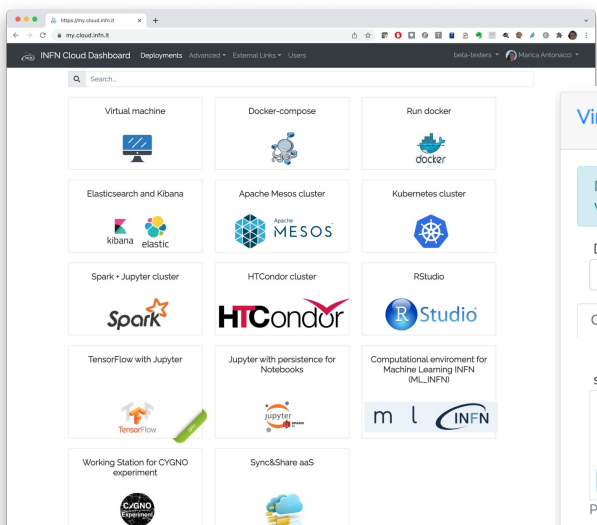 https://my.cloud.infn.it
my.cloud.infn.it
INFN Cloud Dashboard Deployments Advanced External Links Users beta-testers Marica Antonacci
Search...
Virtual machine
Docker-compose
Run docker
docker
Elasticsearch and Kibana
Apache Mesos cluster
Kubernetes cluster
kibana
elastic
Apache
MESOS
Spark + Jupyter cluster
HTCondor cluster
RStudio
Spark
HTCondor
R Studio
TensorFlow with Jupyter
Jupyter with persistence for
Notebooks
Computational enviroment for
Machine Learning INFN
(ML_INFN)
TensorFlow
jupyter
m l INFN
Working Station for CYGNO
experiment
Sync&Share aaS
CYGNO
Experiment